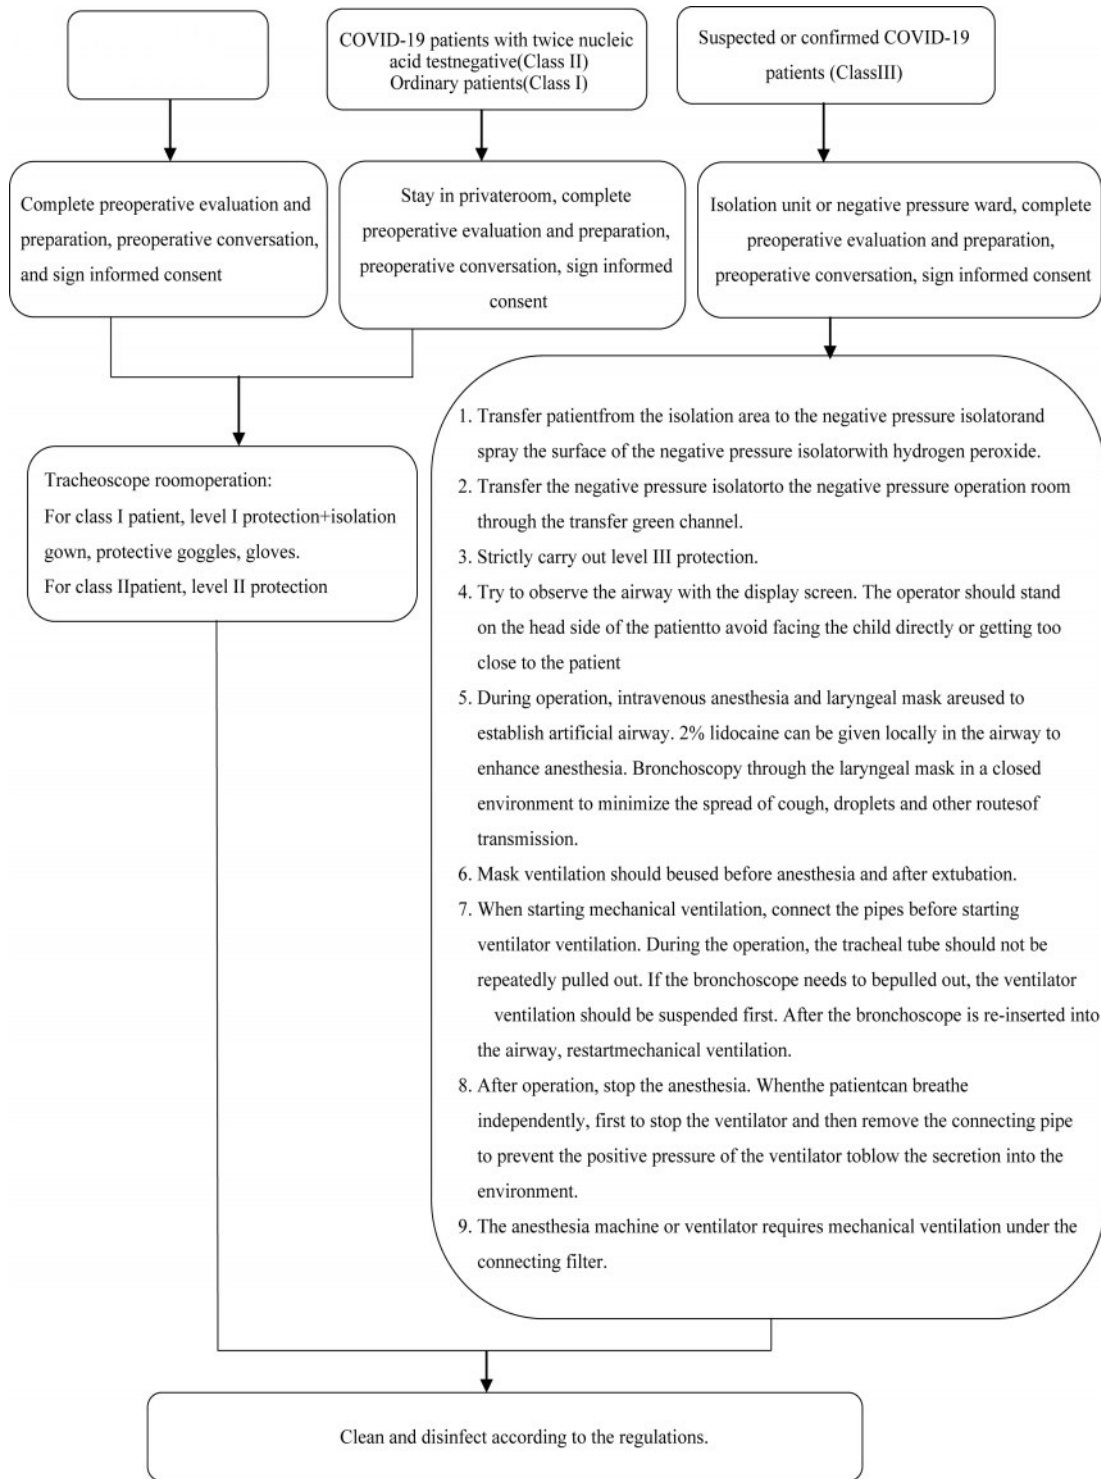 COVID-19 patients with twice nucleic
acid testnegative(Class II)
Ordinary patients(Class I)
Suspected or confirmed COVID-19
patients (ClassIII)
Complete preoperative evaluation and
preparation, preoperative conversation,
and sign informed consent
Stay in privateroom, complete
preoperative evaluation and preparation,
preoperative conversation, sign informed
consent
Isolation unit or negative pressure ward, complete
preoperative evaluation and preparation,
preoperative conversation, sign informed consent
Tracheoscope roomoperation:
For class I patient, level I protection+isolation
gown, protective goggles, gloves.
For class IIpatient, level II protection
1. Transfer patientfrom the isolation area to the negative pressure isolatorand
spray the surface of the negative pressure isolatorwith hydrogen peroxide.
2. Transfer the negative pressure isolatorto the negative pressure operation room
through the transfer green channel.
3. Strictly carry out level III protection.
4. Try to observe the airway with the display screen. The operator should stand
on the head side of the patientto avoid facing the child directly or getting too
close to the patient
5. During operation, intravenous anesthesia and laryngeal mask areused to
establish artificial airway. 2% lidocaine can be given locally in the airway to
enhance anesthesia. Bronchoscopy through the laryngeal mask in a closed
environment to minimize the spread of cough, droplets and other routesof
transmission.
6. Mask ventilation should beused before anesthesia and after extubation.
7. When starting mechanical ventilation, connect the pipes before starting
ventilator ventilation. During the operation, the tracheal tube should not be
repeatedly pulled out. If the bronchoscope needs to bepulled out, the ventilator
ventilation should be suspended first. After the bronchoscope is re-inserted into
the airway, restartmechanical ventilation.
8. After operation, stop the anesthesia. Whenthe patientcan breathe
independently, first to stop the ventilator and then remove the connecting pipe
to prevent the positive pressure of the ventilator toblow the secretion into the
environment.
9. The anesthesia machine or ventilator requires mechanical ventilation under the
connecting filter.
Clean and disinfect according to the regulations.